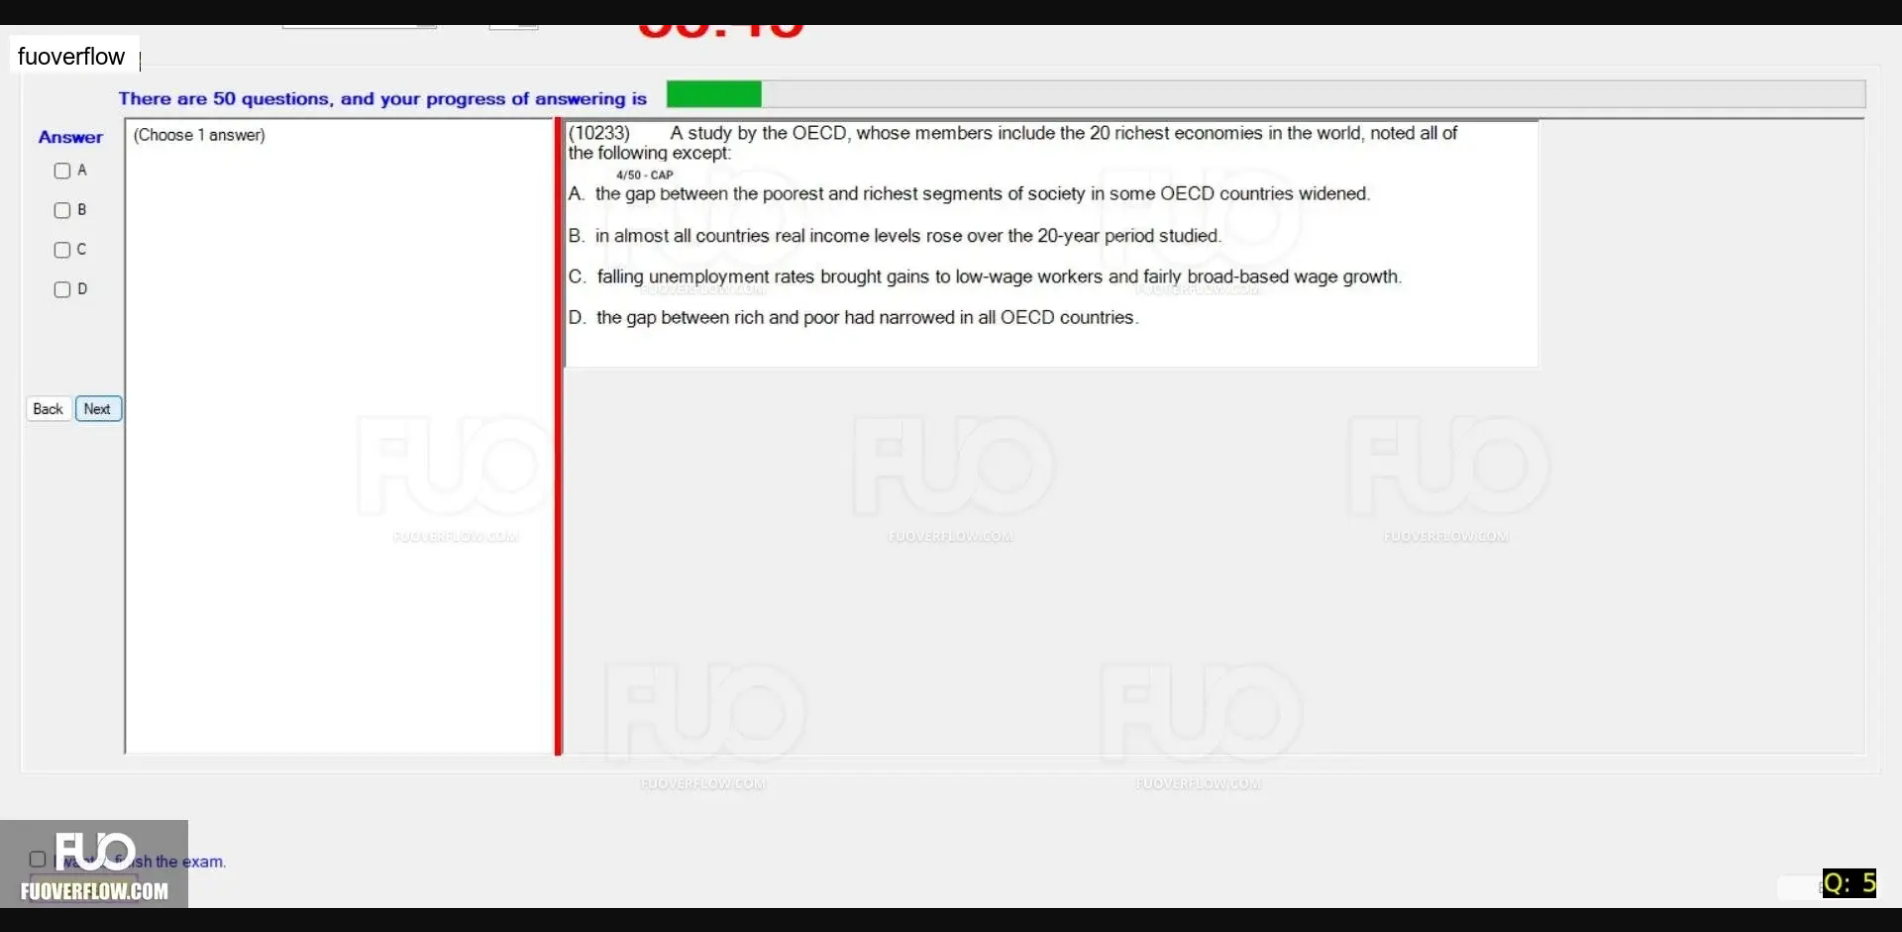 fuoverflow
There are 50 questions, and your progress of answering is
Answer
(Choose 1 answer)
A
B
C
D
Back
Next
(10233) A study by the OECD, whose members include the 20 richest economies in the world, noted all of
the following except:
4/50 - CAP
A. the gap between the poorest and richest segments of society in some OECD countries widened.
B. in almost all countries real income levels rose over the 20-year period studied.
C. falling unemployment rates brought gains to low-wage workers and fairly broad-based wage growth.
D. the gap between rich and poor had narrowed in all OECD countries.
FUO
FUOVERFLOW.COM
FUO
FUOVERFLOW.COM
FUO
FUOVERFLOW.COM
FUO
FUOVERFLOW.COM
FUO
FUOVERFLOW.COM
FUO
FUOVERFLOW.COM
FUO
FUOVERFLOW.COM
FUO
the exam.
FUOVERFLOW.COM
Q: 5